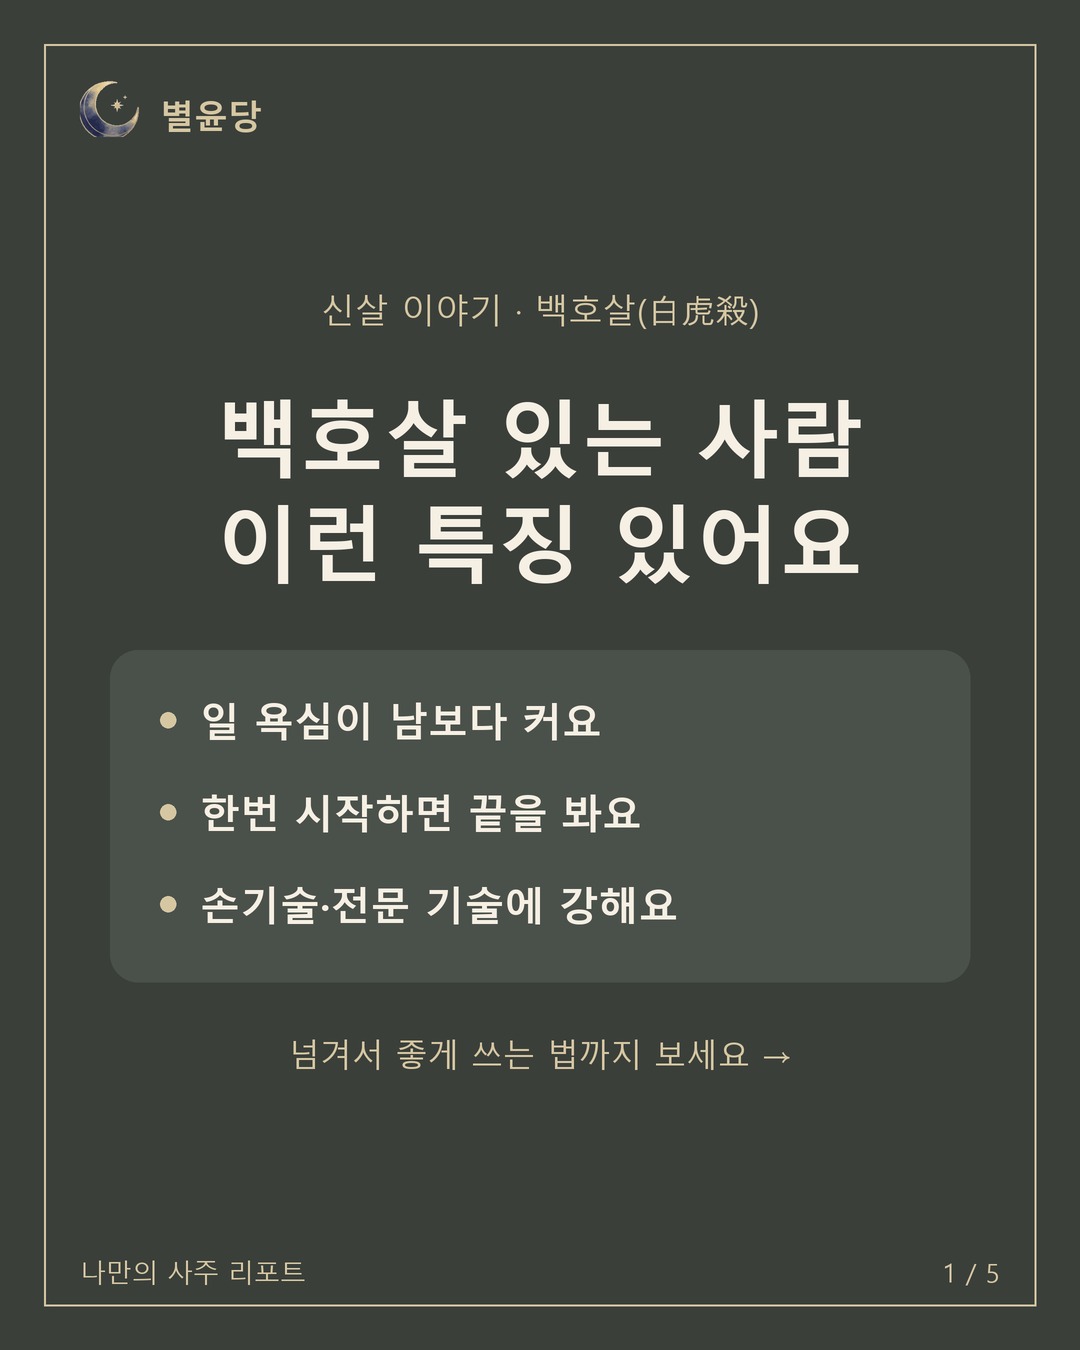 별윤당
신살 이야기 · 백호살(白虎殺)
백호살 있는 사람
이런 특징 있어요
● 일 욕심이 남보다 커요
● 한번 시작하면 끝을 봐요
● 손기술·전문 기술에 강해요
넘겨서 좋게 쓰는 법까지 보세요 →
나만의 사주 리포트
1 / 5